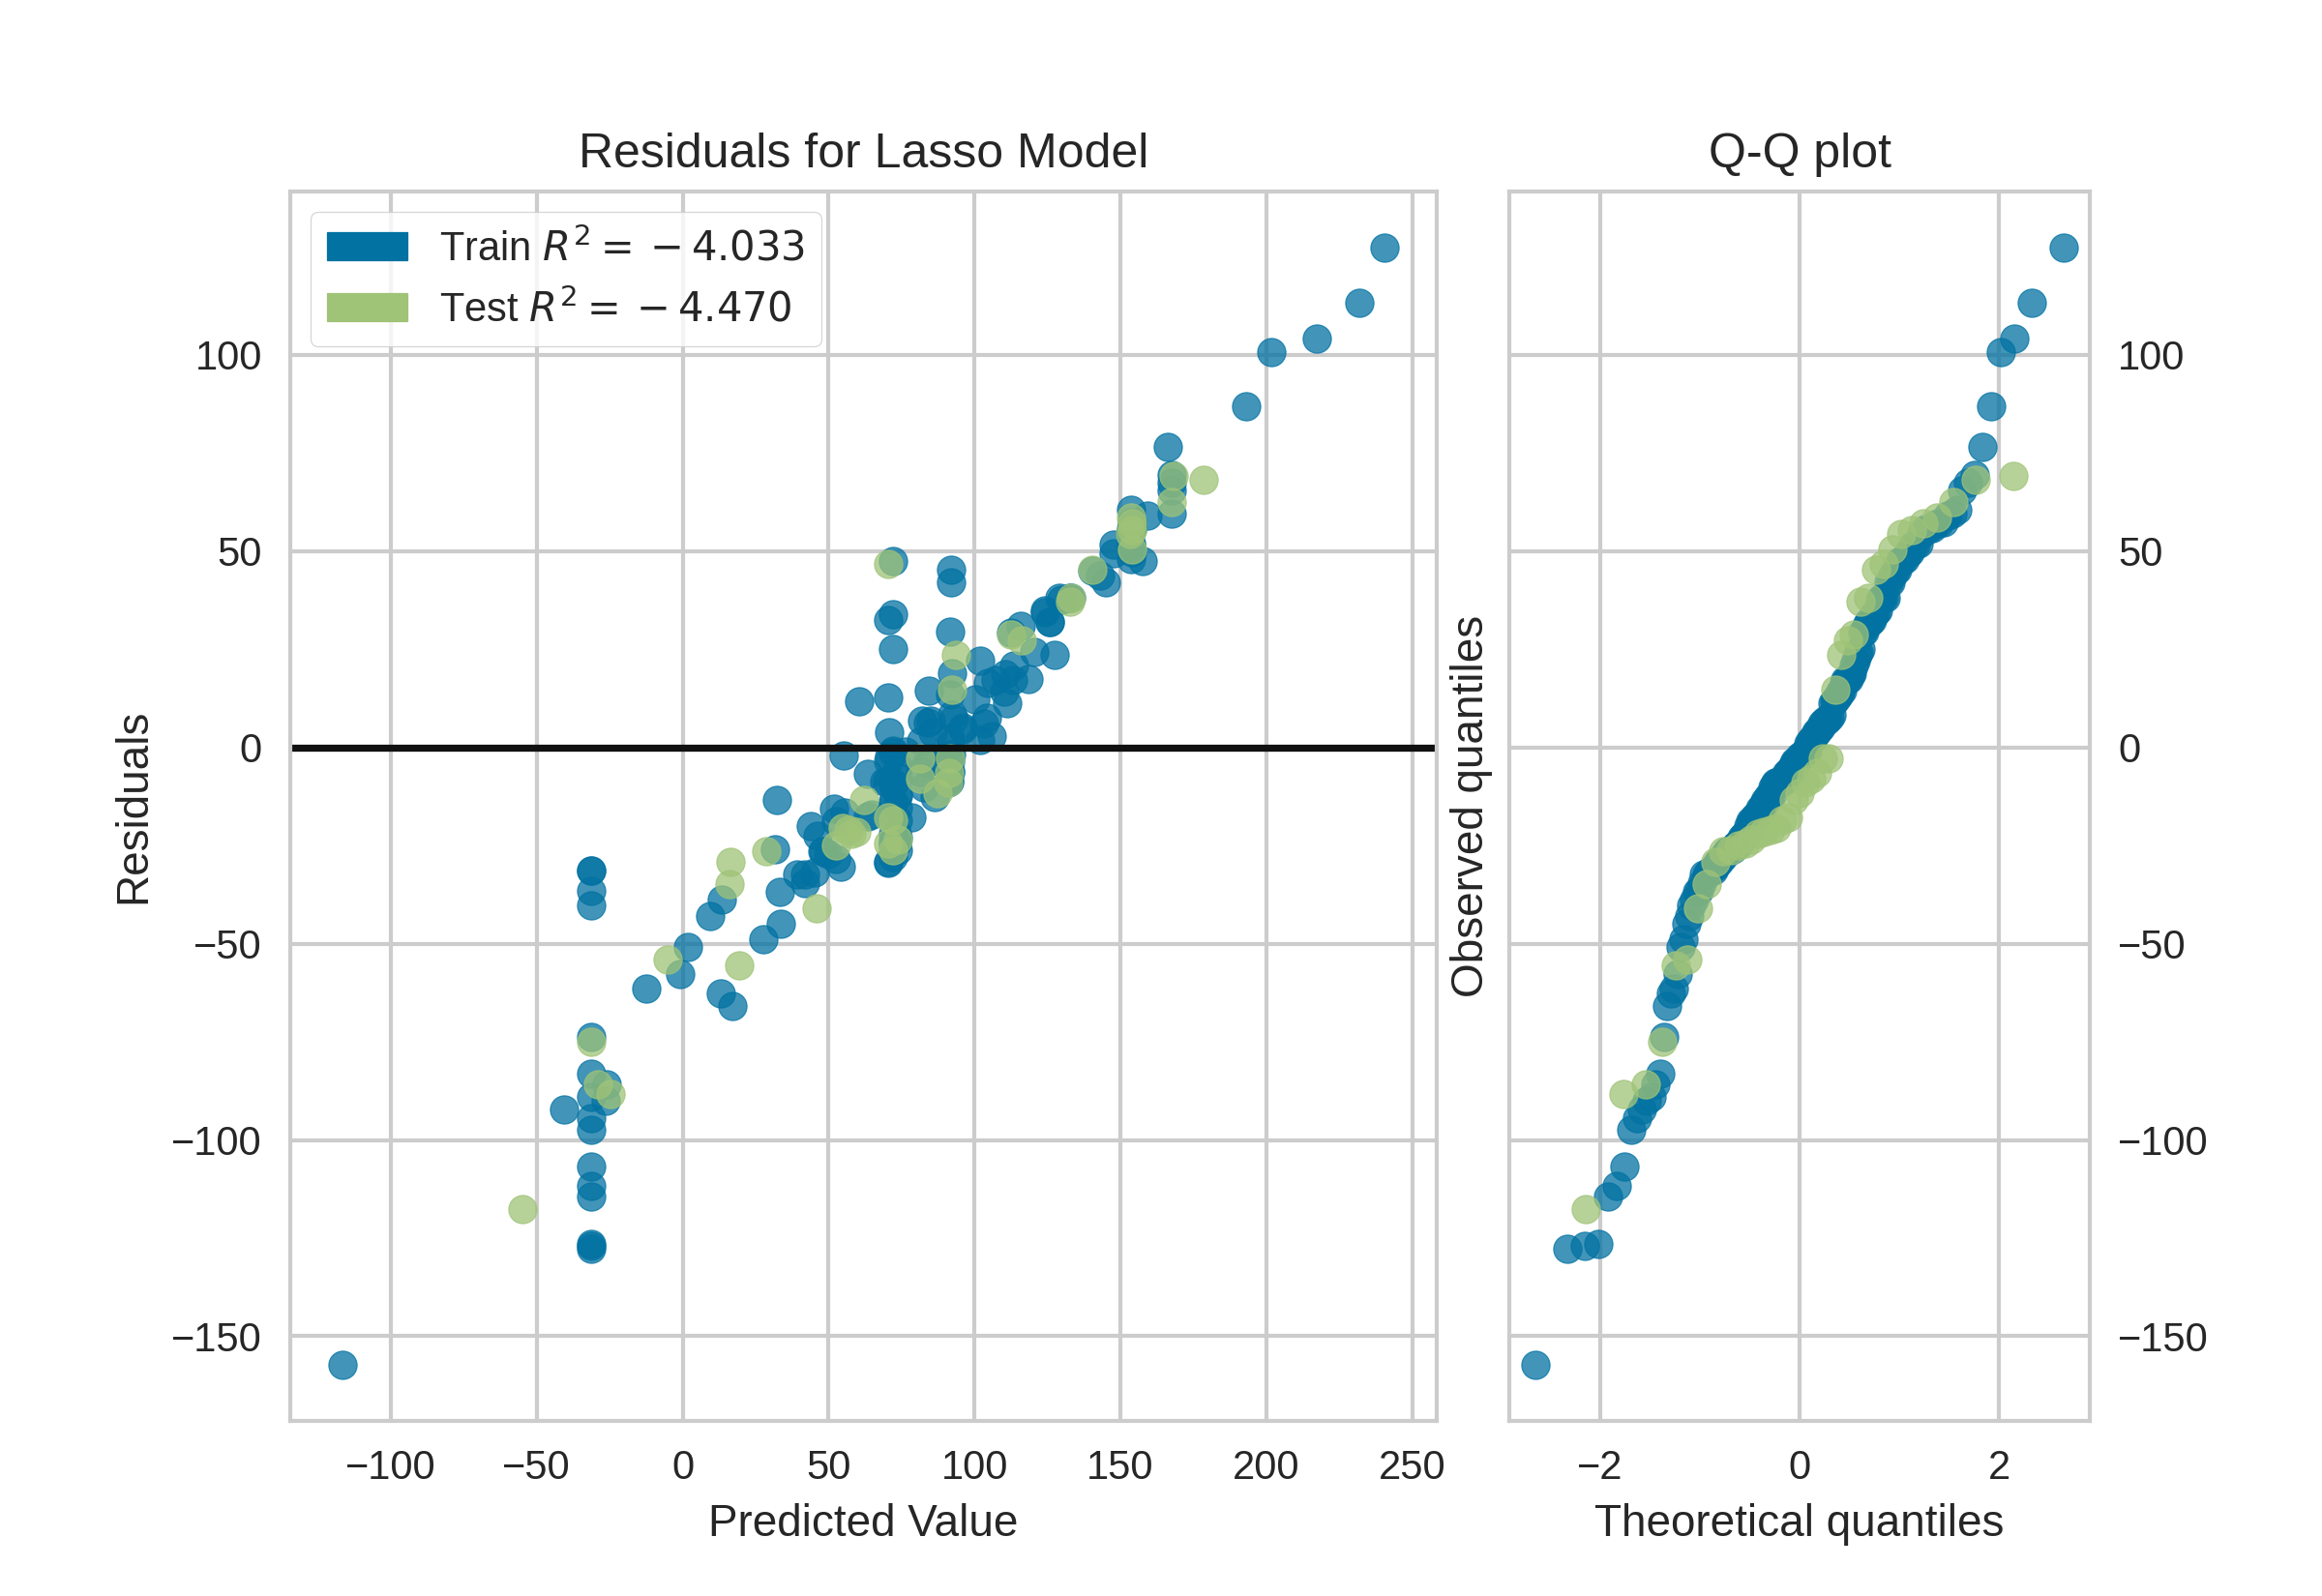 Residuals for Lasso Model
Train R² = −4.033
Test R² = −4.470
100
50
0
−50
−100
−150
Residuals
−100 −50 0 50 100 150 200 250
Predicted Value
Q-Q plot
Observed quantiles
100
50
0
−50
−100
−150
−2 0 2
Theoretical quantiles